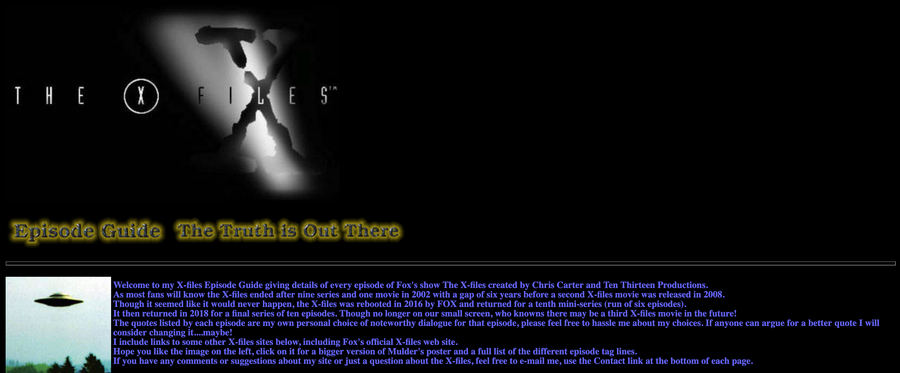 THE X FILES™
Episode Guide The Truth is Out There
Welcome to my X-files Episode Guide giving details of every episode of Fox's show The X-files created by Chris Carter and Ten Thirteen Productions.
As most fans will know the X-files ended after nine series and one movie in 2002 with a gap of six years before a second X-files movie was released in 2008.
Though it seemed like it would never happen, the X-files was rebooted in 2016 by FOX and returned for a tenth mini-series (run of six episodes).
It then returned in 2018 for a final series of ten episodes. Though no longer on our small screen, who knowns there may be a third X-files movie in the future!
The quotes listed by each episode are my own personal choice of noteworthy dialogue for that episode, please feel free to hassle me about my choices. If anyone can argue for a better quote I will
consider changing it....maybe!
I include links to some other X-files sites below, including Fox's official X-files web site.
Hope you like the image on the left, click on it for a bigger version of Mulder's poster and a full list of the different episode tag lines.
If you have any comments or suggestions about my site or just a question about the X-files, feel free to e-mail me, use the Contact link at the bottom of each page.